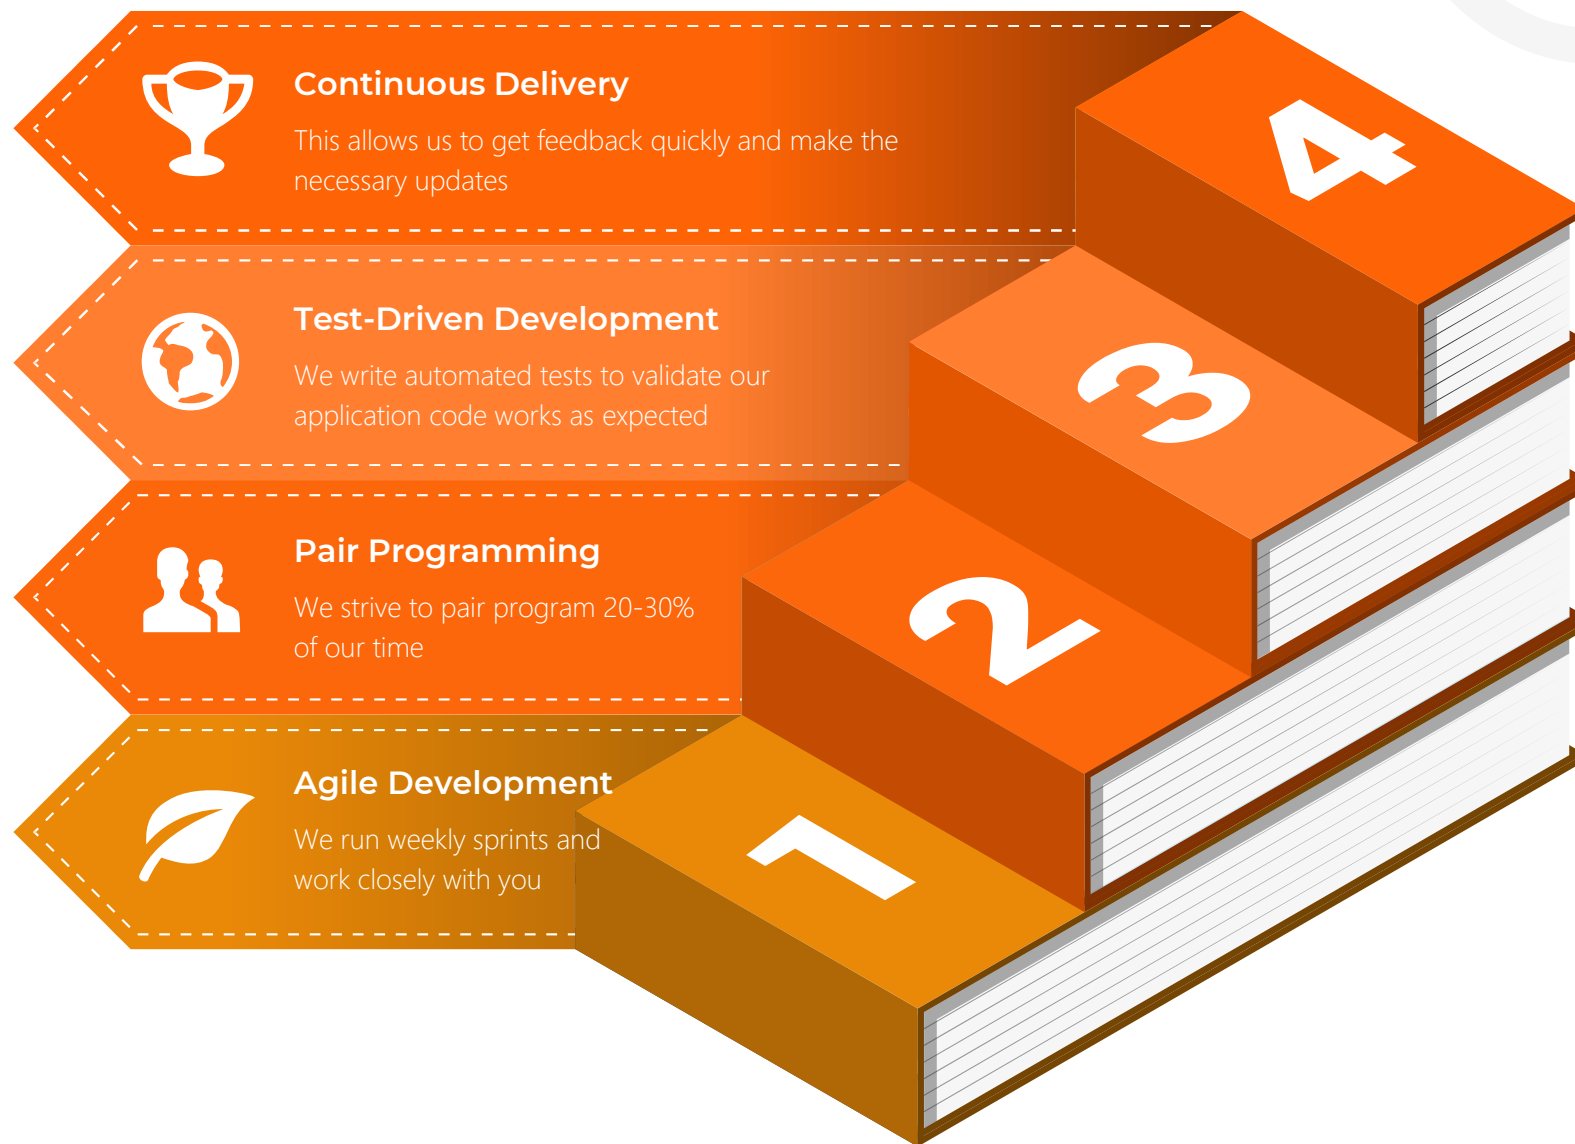 Continuous Delivery
This allows us to get feedback quickly and make the
necessary updates
4
Test-Driven Development
We write automated tests to validate our
application code works as expected
3
Pair Programming
We strive to pair program 20-30%
of our time
2
Agile Development
We run weekly sprints and
work closely with you
1